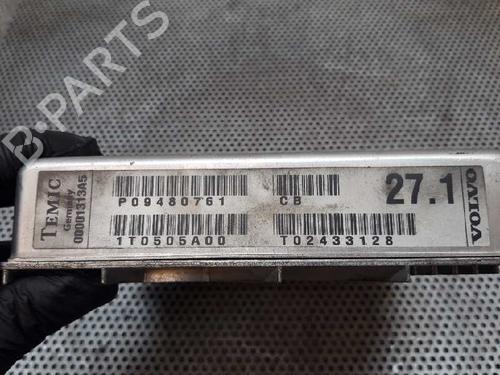 B-PARTS
TEMIC
Germany
00001313A5
P09480761
CB
27.1
1T0505A00
T02433128
VOLVO